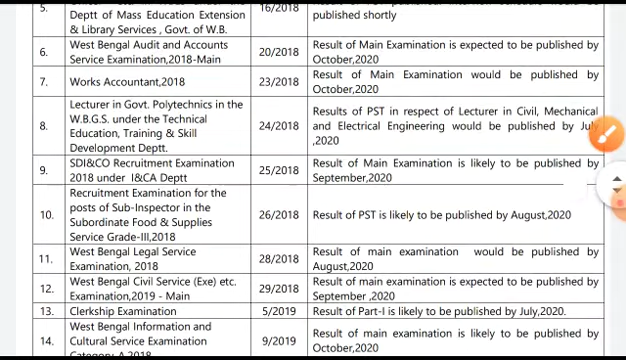 5.
Deptt of Mass Education Extension
& Library Services , Govt. of W.B.
16/2018
published shortly
6.
West Bengal Audit and Accounts
Service Examination,2018-Main
20/2018
Result of Main Examination is expected to be published by
October,2020
7.
Works Accountant,2018
23/2018
Result of Main Examination would be published by
October,2020
8.
Lecturer in Govt. Polytechnics in the
W.B.G.S. under the Technical
Education, Training & Skill
Development Deptt.
24/2018
Results of PST in respect of Lecturer in Civil, Mechanical
and Electrical Engineering would be published by July
,2020
9.
SDI&CO Recruitment Examination
2018 under I&CA Deptt
25/2018
Result of Main Examination is likely to be published by
September,2020
10.
Recruitment Examination for the
posts of Sub-Inspector in the
Subordinate Food & Supplies
Service Grade-III,2018
26/2018
Result of PST is likely to be published by August,2020
11.
West Bengal Legal Service
Examination, 2018
28/2018
Result of main examination would be published by
August,2020
12.
West Bengal Civil Service (Exe) etc.
Examination,2019 - Main
29/2018
Result of main examination is expected to be published by
September ,2020
13.
Clerkship Examination
5/2019
Result of Part-I is likely to be published by July,2020.
14.
West Bengal Information and
Cultural Service Examination
Category A 2018
9/2019
Result of main examination is likely to be published by
October,2020